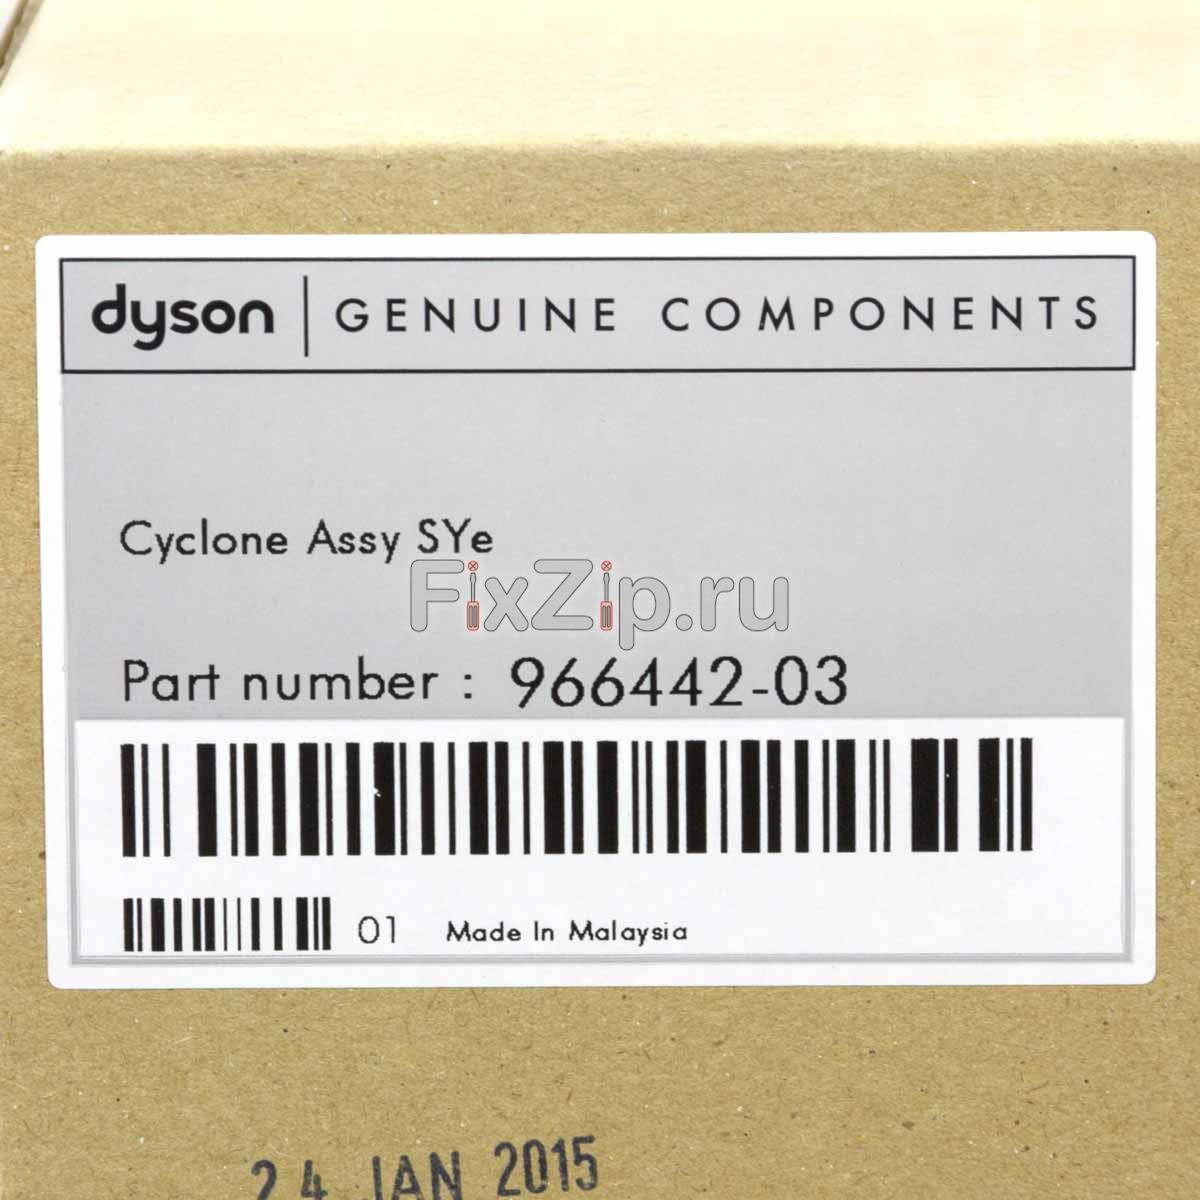 dyson | GENUINE COMPONENTS
Cyclone Assy SYe
FixZip.ru
Part number : 966442-03
01 Made In Malaysia
24 JAN 2015